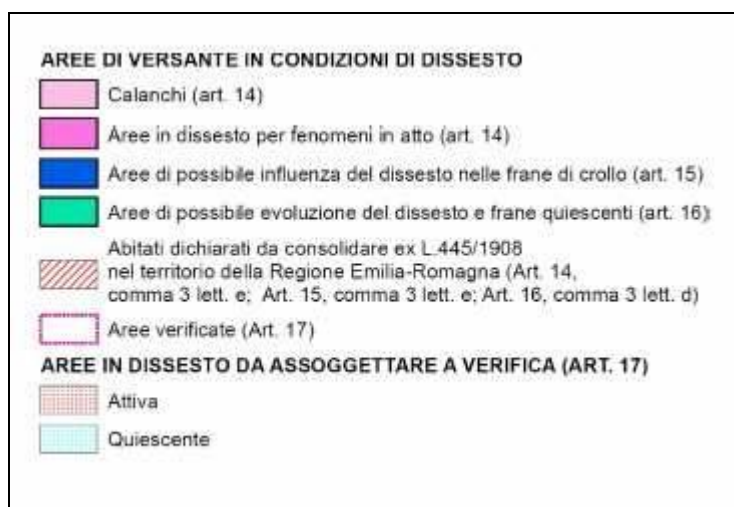 AREE DI VERSANTE IN CONDIZIONI DI DISSESTO
Calanchi (art. 14)
Aree in dissesto per fenomeni in atto (art. 14)
Aree di possibile influenza del dissesto nelle frane di crollo (art. 15)
Aree di possibile evoluzione del dissesto e frane quiescenti (art. 16)
Abitati dichiarati da consolidare ex L.445/1908
nel territorio della Regione Emilia-Romagna (Art. 14,
comma 3 lett. e; Art. 15, comma 3 lett. e; Art. 16, comma 3 lett. d)
Aree verificate (Art. 17)
AREE IN DISSESTO DA ASSOGGETTARE A VERIFICA (ART. 17)
Attiva
Quiescente